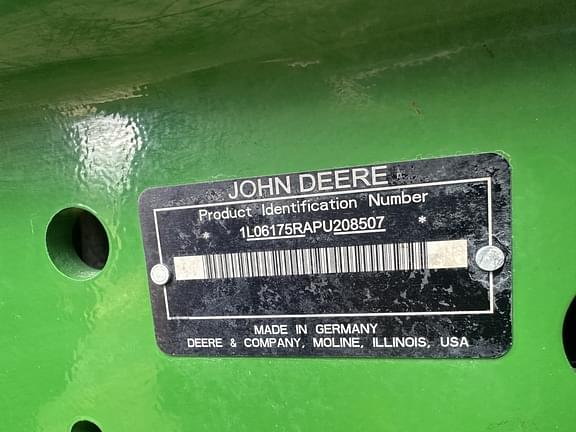 JOHN DEERE
Product Identification Number
* 1L06175RAPU208507 *
MADE IN GERMANY
DEERE & COMPANY, MOLINE, ILLINOIS, USA